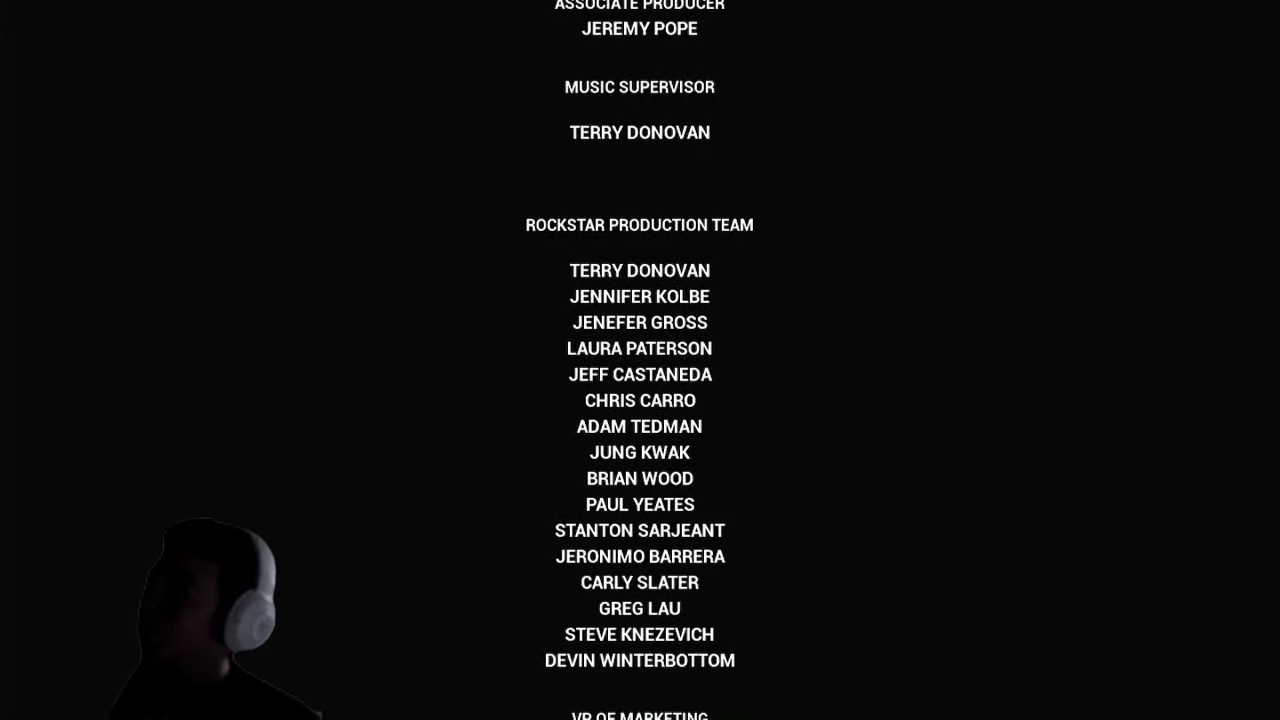 ASSOCIATE PRODUCER
JEREMY POPE
MUSIC SUPERVISOR
TERRY DONOVAN
ROCKSTAR PRODUCTION TEAM
TERRY DONOVAN
JENNIFER KOLBE
JENEFER GROSS
LAURA PATERSON
JEFF CASTANEDA
CHRIS CARRO
ADAM TEDMAN
JUNG KWAK
BRIAN WOOD
PAUL YEATES
STANTON SARJEANT
JERONIMO BARRERA
CARLY SLATER
GREG LAU
STEVE KNEZEVICH
DEVIN WINTERBOTTOM
VP OF MARKETING